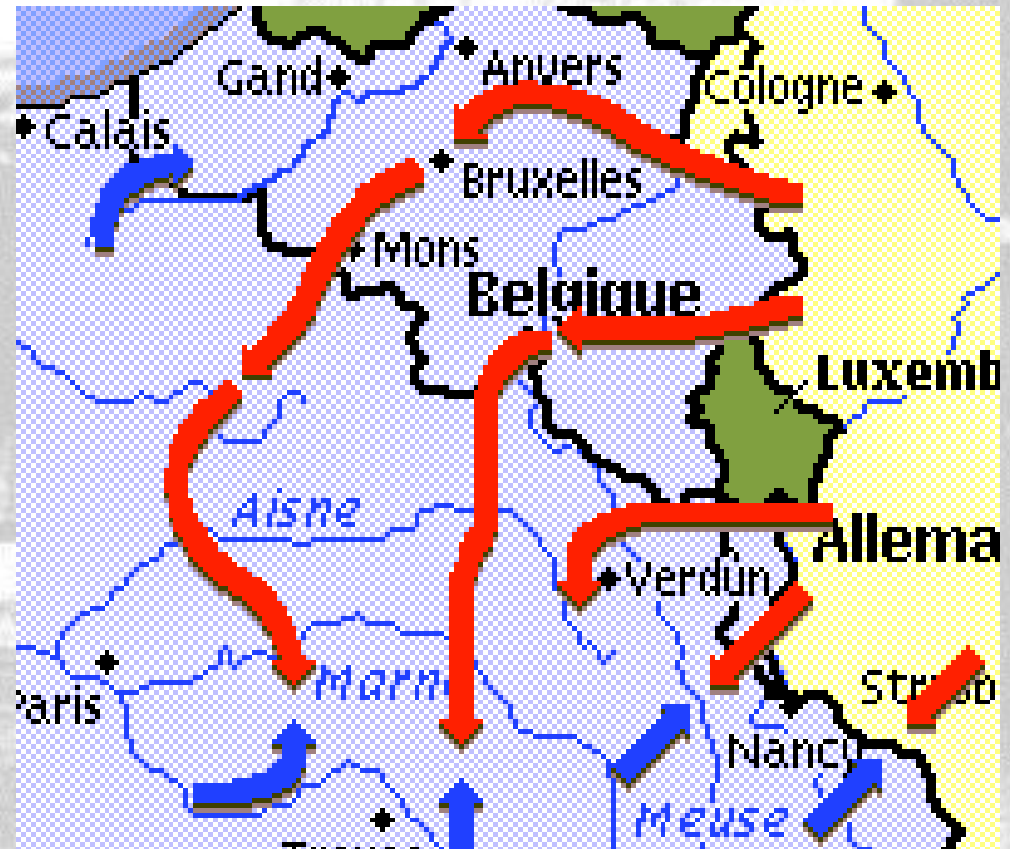 Anvers
Gand
Cologne
Calais
Bruxelles
Mons
Belgique
Luxemb
Aisne
Allema
Verdun
Marn
Paris
Nancy
Meuse